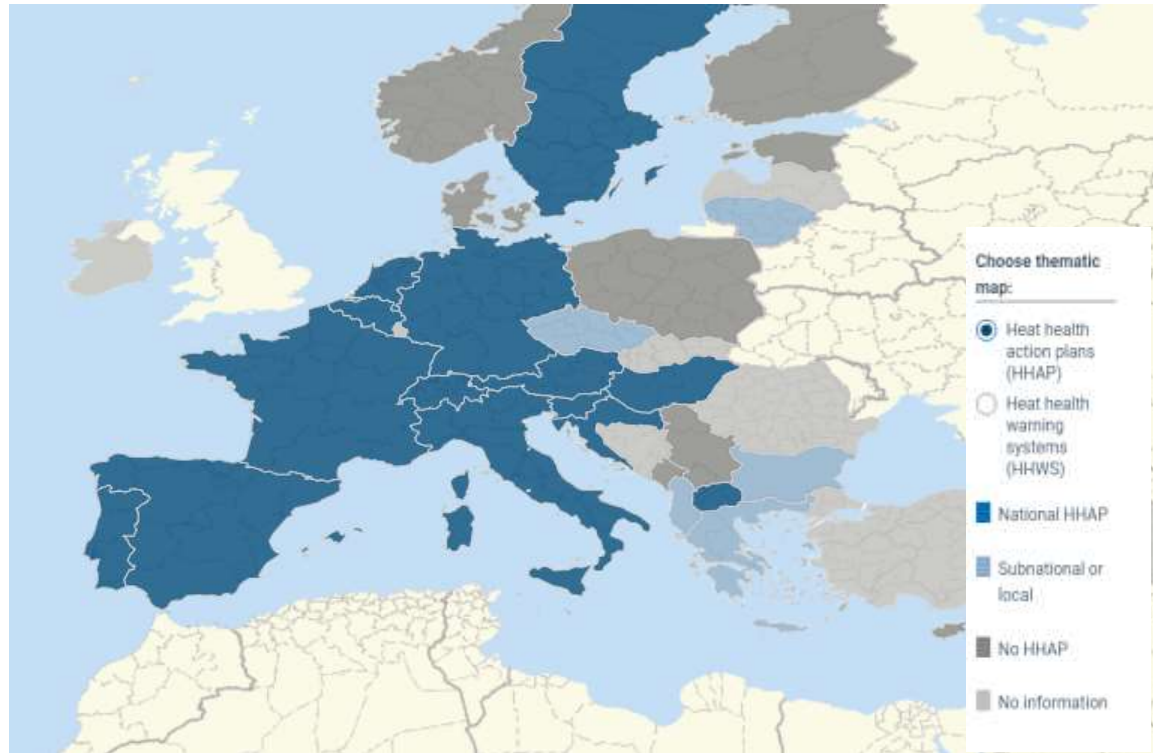 Choose thematic
map:
Heat health
action plans
(HHAP)
Heat health
warning
systems
(HHWS)
National HHAP
Subnational or
local
No HHAP
No information